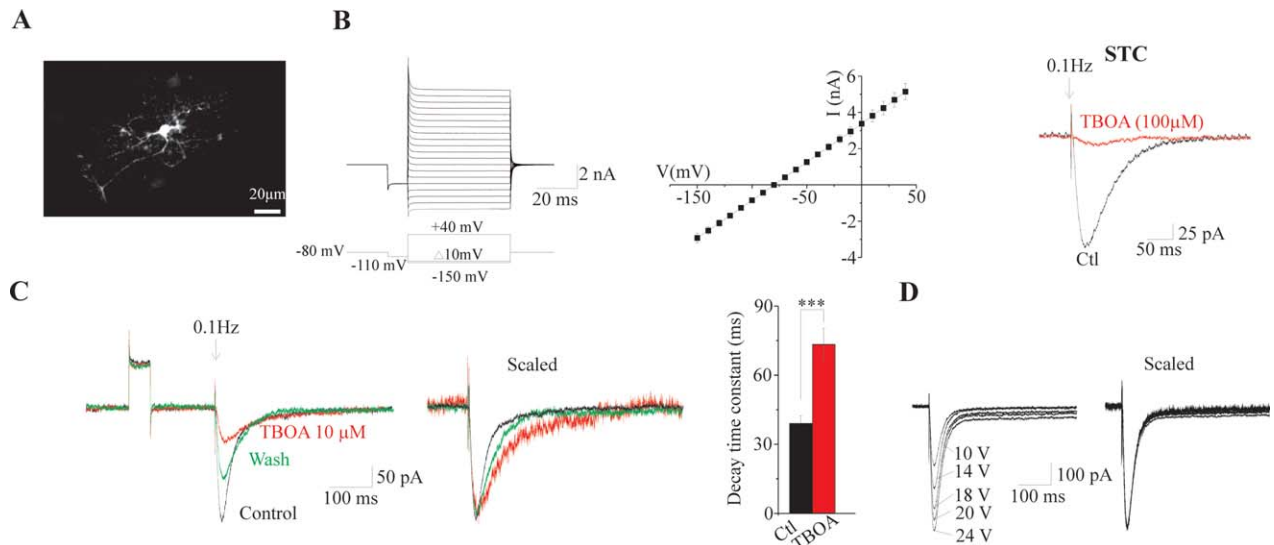 A
20µm
B
2 nA
20 ms
+40 mV
-80 mV
-110 mV
△10mV
-150 mV
I (nA)
6
4
2
V(mV)
-150
-50
50
-2
-4
STC
0.1Hz
TBOA (100µM)
25 pA
50 ms
Ctl
C
0.1Hz
TBOA 10 µM
Wash
Control
50 pA
100 ms
Scaled
Decay time constant (ms)
90
60
30
0
***
Ctl
TBOA
D
10 V
14 V
18 V
20 V
24 V
100 ms
100 pA
Scaled